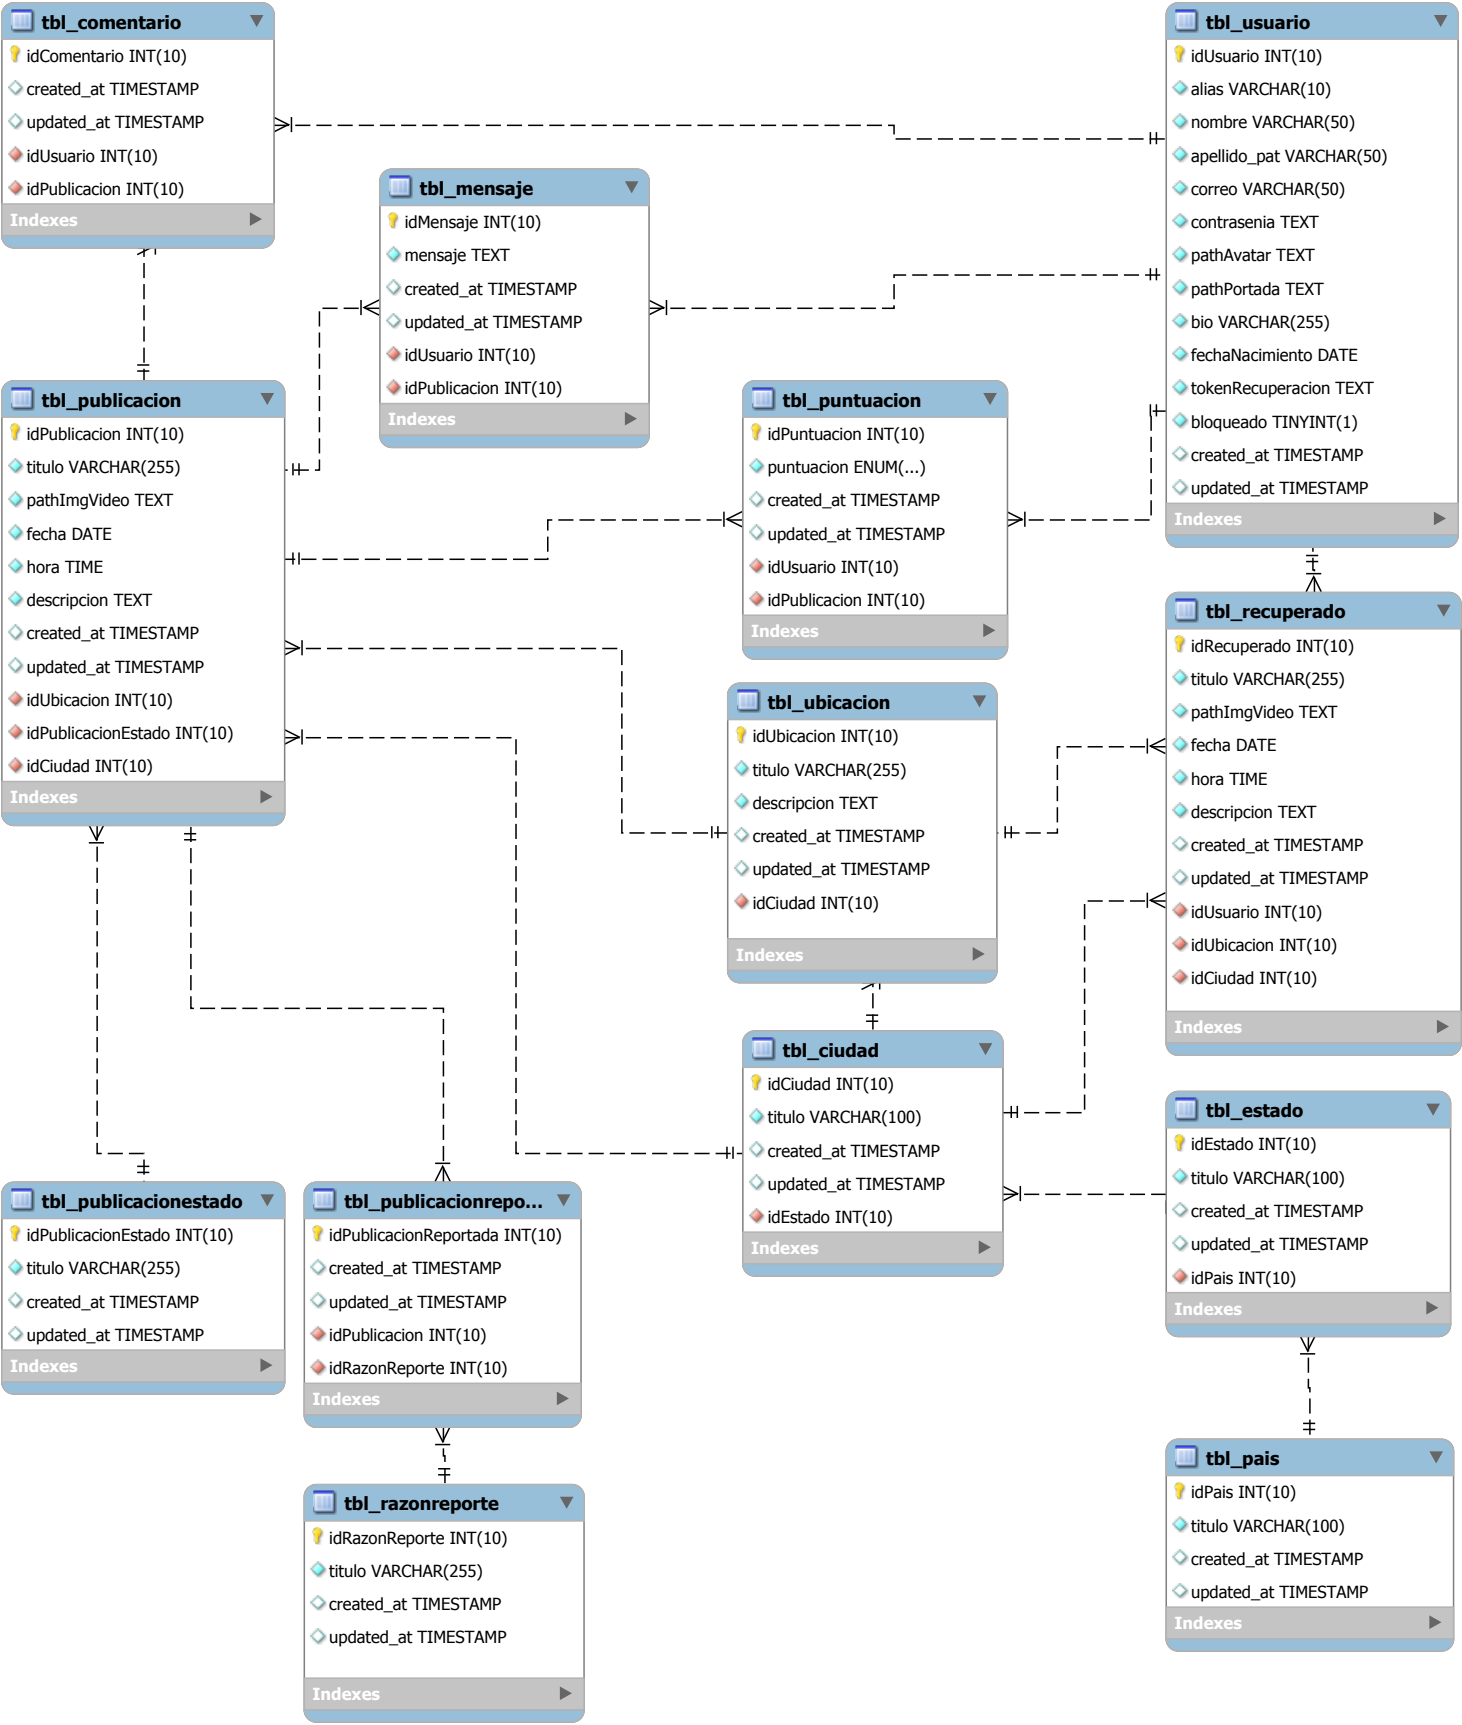 tbl_comentario
idComentario INT(10)
created_at TIMESTAMP
updated_at TIMESTAMP
idUsuario INT(10)
idPublicacion INT(10)
Indexes
tbl_usuario
idUsuario INT(10)
alias VARCHAR(10)
nombre VARCHAR(50)
apellido_pat VARCHAR(50)
correo VARCHAR(50)
contrasenia TEXT
pathAvatar TEXT
pathPortada TEXT
bio VARCHAR(255)
fechaNacimiento DATE
tokenRecuperacion TEXT
bloqueado TINYINT(1)
created_at TIMESTAMP
updated_at TIMESTAMP
Indexes
tbl_mensaje
idMensaje INT(10)
mensaje TEXT
created_at TIMESTAMP
updated_at TIMESTAMP
idUsuario INT(10)
idPublicacion INT(10)
Indexes
tbl_publicacion
idPublicacion INT(10)
titulo VARCHAR(255)
pathImgVideo TEXT
fecha DATE
hora TIME
descripcion TEXT
created_at TIMESTAMP
updated_at TIMESTAMP
idUbicacion INT(10)
idPublicacionEstado INT(10)
idCiudad INT(10)
Indexes
tbl_puntuacion
idPuntuacion INT(10)
puntuacion ENUM(...)
created_at TIMESTAMP
updated_at TIMESTAMP
idUsuario INT(10)
idPublicacion INT(10)
Indexes
tbl_recuperado
idRecuperado INT(10)
titulo VARCHAR(255)
pathImgVideo TEXT
fecha DATE
hora TIME
descripcion TEXT
created_at TIMESTAMP
updated_at TIMESTAMP
idUsuario INT(10)
idUbicacion INT(10)
idCiudad INT(10)
Indexes
tbl_ubicacion
idUbicacion INT(10)
titulo VARCHAR(255)
descripcion TEXT
created_at TIMESTAMP
updated_at TIMESTAMP
idCiudad INT(10)
Indexes
tbl_ciudad
idCiudad INT(10)
titulo VARCHAR(100)
created_at TIMESTAMP
updated_at TIMESTAMP
idEstado INT(10)
Indexes
tbl_estado
idEstado INT(10)
titulo VARCHAR(100)
created_at TIMESTAMP
updated_at TIMESTAMP
idPais INT(10)
Indexes
tbl_publicacionestado
idPublicacionEstado INT(10)
titulo VARCHAR(255)
created_at TIMESTAMP
updated_at TIMESTAMP
Indexes
tbl_publicacionrepo...
idPublicacionReportada INT(10)
created_at TIMESTAMP
updated_at TIMESTAMP
idPublicacion INT(10)
idRazonReporte INT(10)
Indexes
tbl_razonreporte
idRazonReporte INT(10)
titulo VARCHAR(255)
created_at TIMESTAMP
updated_at TIMESTAMP
Indexes
tbl_pais
idPais INT(10)
titulo VARCHAR(100)
created_at TIMESTAMP
updated_at TIMESTAMP
Indexes